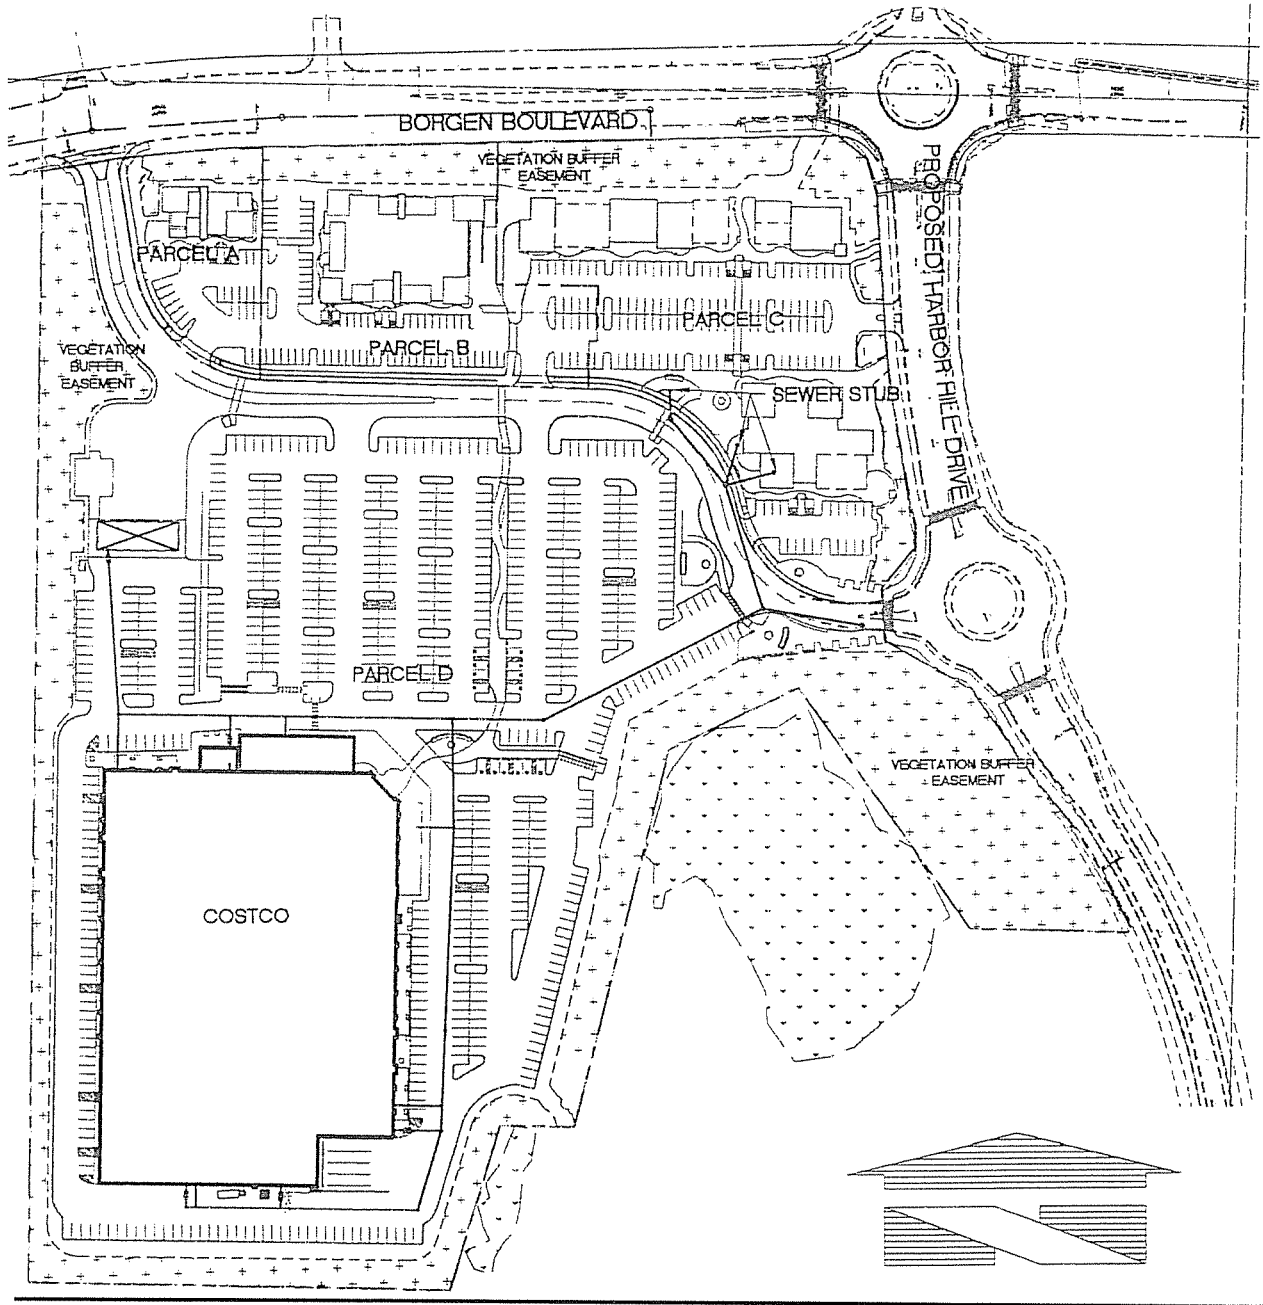 BORGEN BOULEVARD
VEGETATION BUFFER
EASEMENT
PROPOSED HARBOR HILL DRIVE
PARCEL A
PARCEL C
PARCEL B
VEGETATION
BUFFER
EASEMENT
SEWER STUB
PARCEL D
VEGETATION BUFFER
EASEMENT
COSTCO